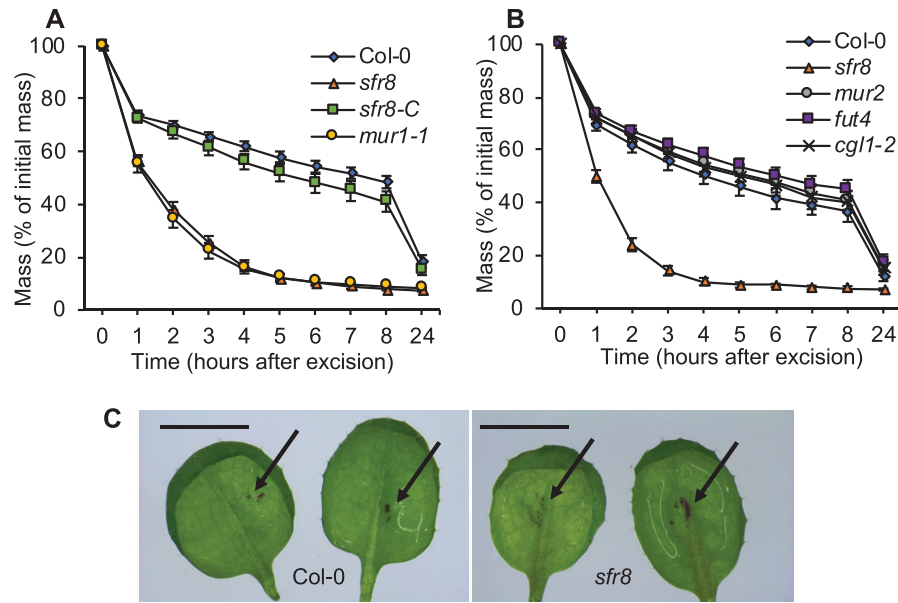 A
Mass (% of initial mass)
100
80
60
40
20
0
0 1 2 3 4 5 6 7 8 24
Time (hours after excision)
Col-0
sfr8
sfr8-C
mur1-1
B
Mass (% of initial mass)
100
80
60
40
20
0
0 1 2 3 4 5 6 7 8 24
Time (hours after excision)
Col-0
sfr8
mur2
fut4
cgl1-2
C
Col-0
sfr8